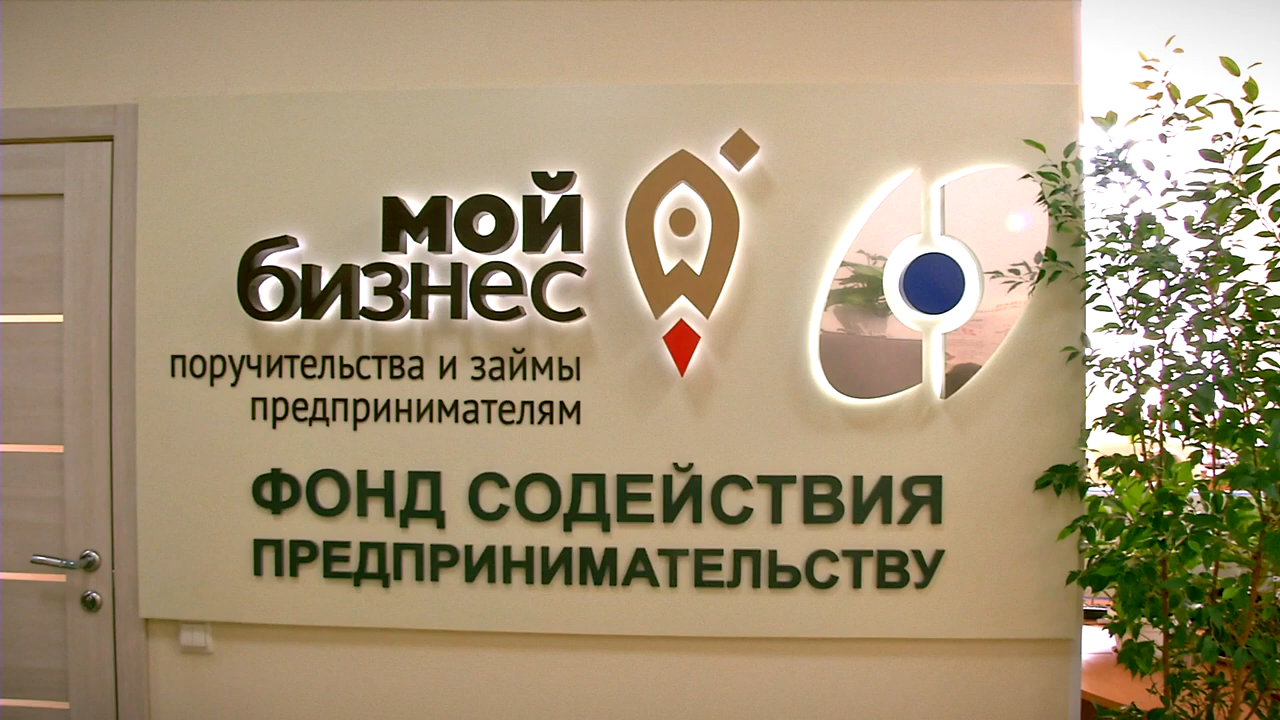 мой
бизнес
поручительства и займы
предпринимателям
ФОНД СОДЕЙСТВИЯ
ПРЕДПРИНИМАТЕЛЬСТВУ